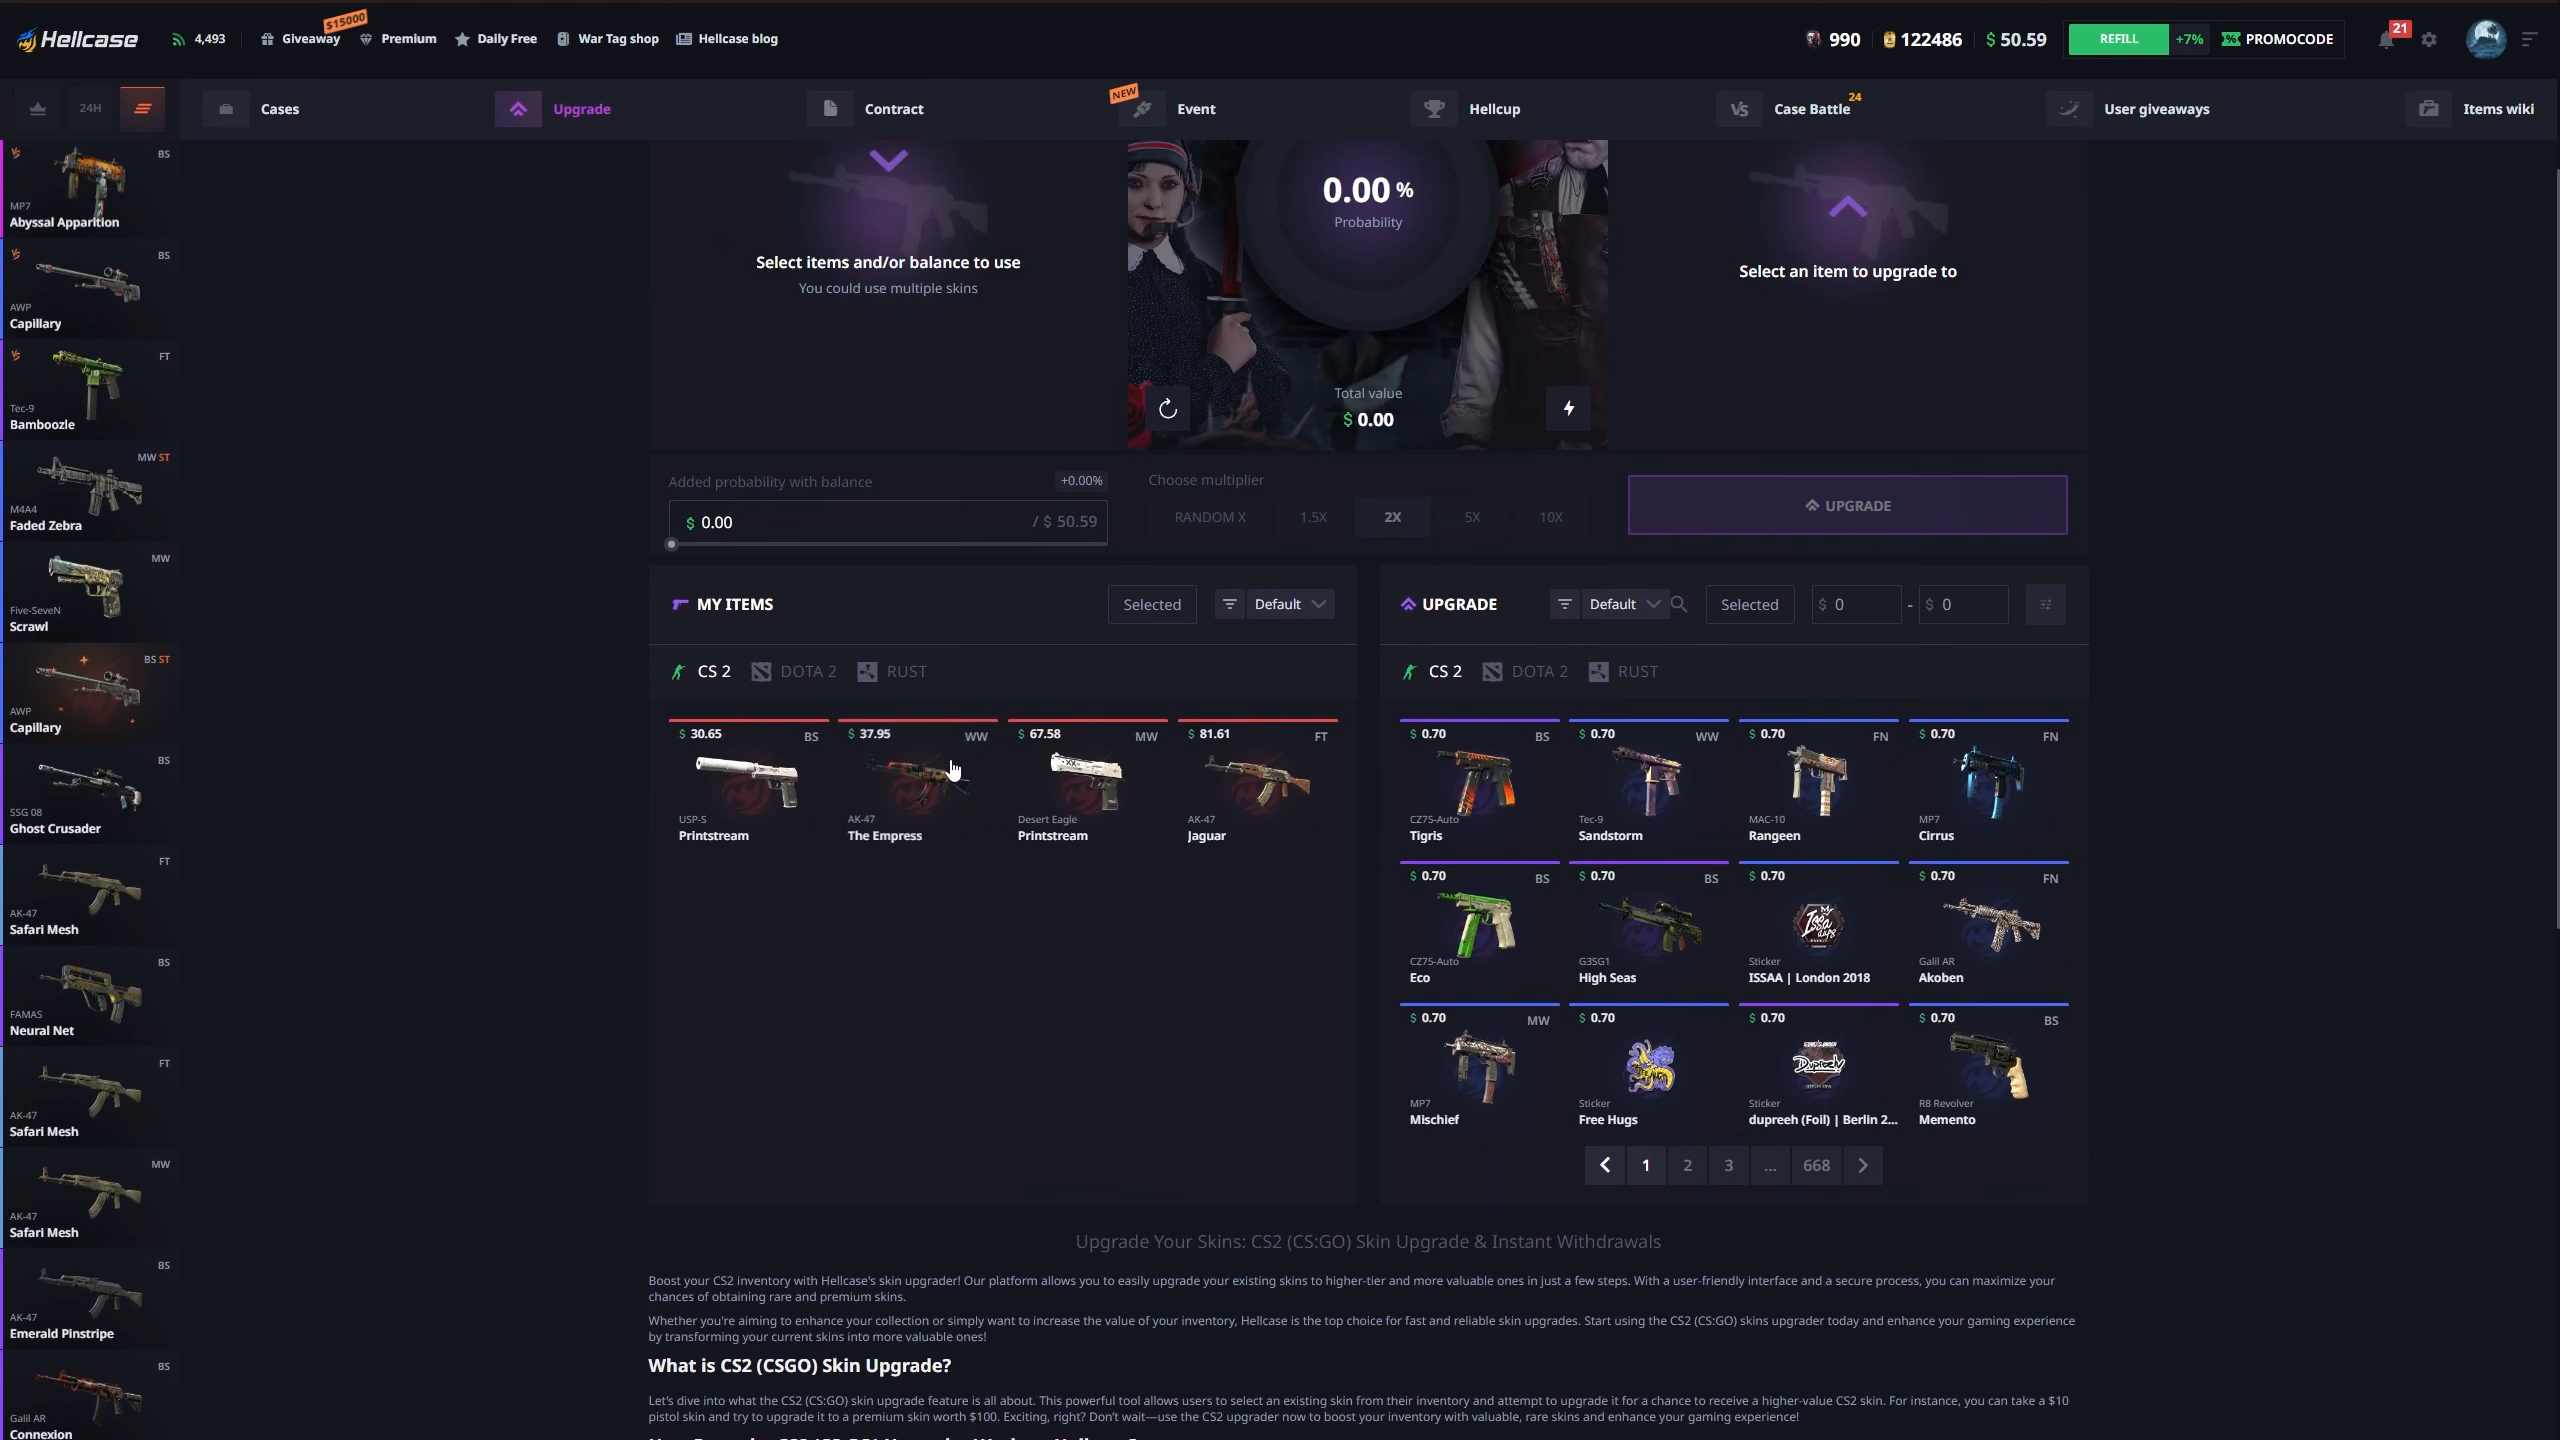 Hellcase
4,493
Giveaway
$15000
Premium
Daily Free
War Tag shop
Hellcase blog
990
122486
$ 50.59
REFILL
+7%
PROMOCODE
21
24H
Cases
Upgrade
Contract
NEW
Event
Hellcup
VS
Case Battle
24
User giveaways
Items wiki
BS
MP7
Abyssal Apparition
BS
AWP
Capillary
FT
Tec-9
Bamboozle
MW ST
M4A4
Faded Zebra
MW
Five-SeveN
Scrawl
BS ST
AWP
Capillary
BS
SSG 08
Ghost Crusader
FT
AK-47
Safari Mesh
BS
FAMAS
Neural Net
FT
AK-47
Safari Mesh
MW
AK-47
Safari Mesh
BS
AK-47
Emerald Pinstripe
BS
Galil AR
Connexion
Select items and/or balance to use
You could use multiple skins
0.00 %
Probability
Total value
$ 0.00
Select an item to upgrade to
Added probability with balance
+0.00%
$ 0.00
/ $ 50.59
Choose multiplier
RANDOM X
1.5X
2X
5X
10X
UPGRADE
MY ITEMS
Selected
Default
CS 2
DOTA 2
RUST
$ 30.65
BS
USP-S
Printstream
$ 37.95
WW
AK-47
The Empress
$ 67.58
MW
Desert Eagle
Printstream
$ 81.61
FT
AK-47
Jaguar
UPGRADE
Default
Selected
$ 0
-
$ 0
CS 2
DOTA 2
RUST
$ 0.70
BS
CZ75-Auto
Tigris
$ 0.70
WW
Tec-9
Sandstorm
$ 0.70
FN
MAC-10
Rangeen
$ 0.70
FN
MP7
Cirrus
$ 0.70
BS
CZ75-Auto
Eco
$ 0.70
BS
G3SG1
High Seas
$ 0.70
Sticker
ISSAA | London 2018
$ 0.70
FN
Galil AR
Akoben
$ 0.70
MW
MP7
Mischief
$ 0.70
Sticker
Free Hugs
$ 0.70
Sticker
dupreeh (Foil) | Berlin 2...
$ 0.70
BS
R8 Revolver
Memento
1
2
3
...
668
Upgrade Your Skins: CS2 (CS:GO) Skin Upgrade & Instant Withdrawals
Boost your CS2 inventory with Hellcase's skin upgrader! Our platform allows you to easily upgrade your existing skins to higher-tier and more valuable ones in just a few steps. With a user-friendly interface and a secure process, you can maximize your
chances of obtaining rare and premium skins.
Whether you're aiming to enhance your collection or simply want to increase the value of your inventory, Hellcase is the top choice for fast and reliable skin upgrades. Start using the CS2 (CS:GO) skins upgrader today and enhance your gaming experience
by transforming your current skins into more valuable ones!
What is CS2 (CSGO) Skin Upgrade?
Let's dive into what the CS2 (CS:GO) skin upgrade feature is all about. This powerful tool allows users to select an existing skin from their inventory and attempt to upgrade it for a chance to receive a higher-value CS2 skin. For instance, you can take a $10
pistol skin and try to upgrade it to a premium skin worth $100. Exciting, right? Don't wait—use the CS2 upgrader now to boost your inventory with valuable, rare skins and enhance your gaming experience!